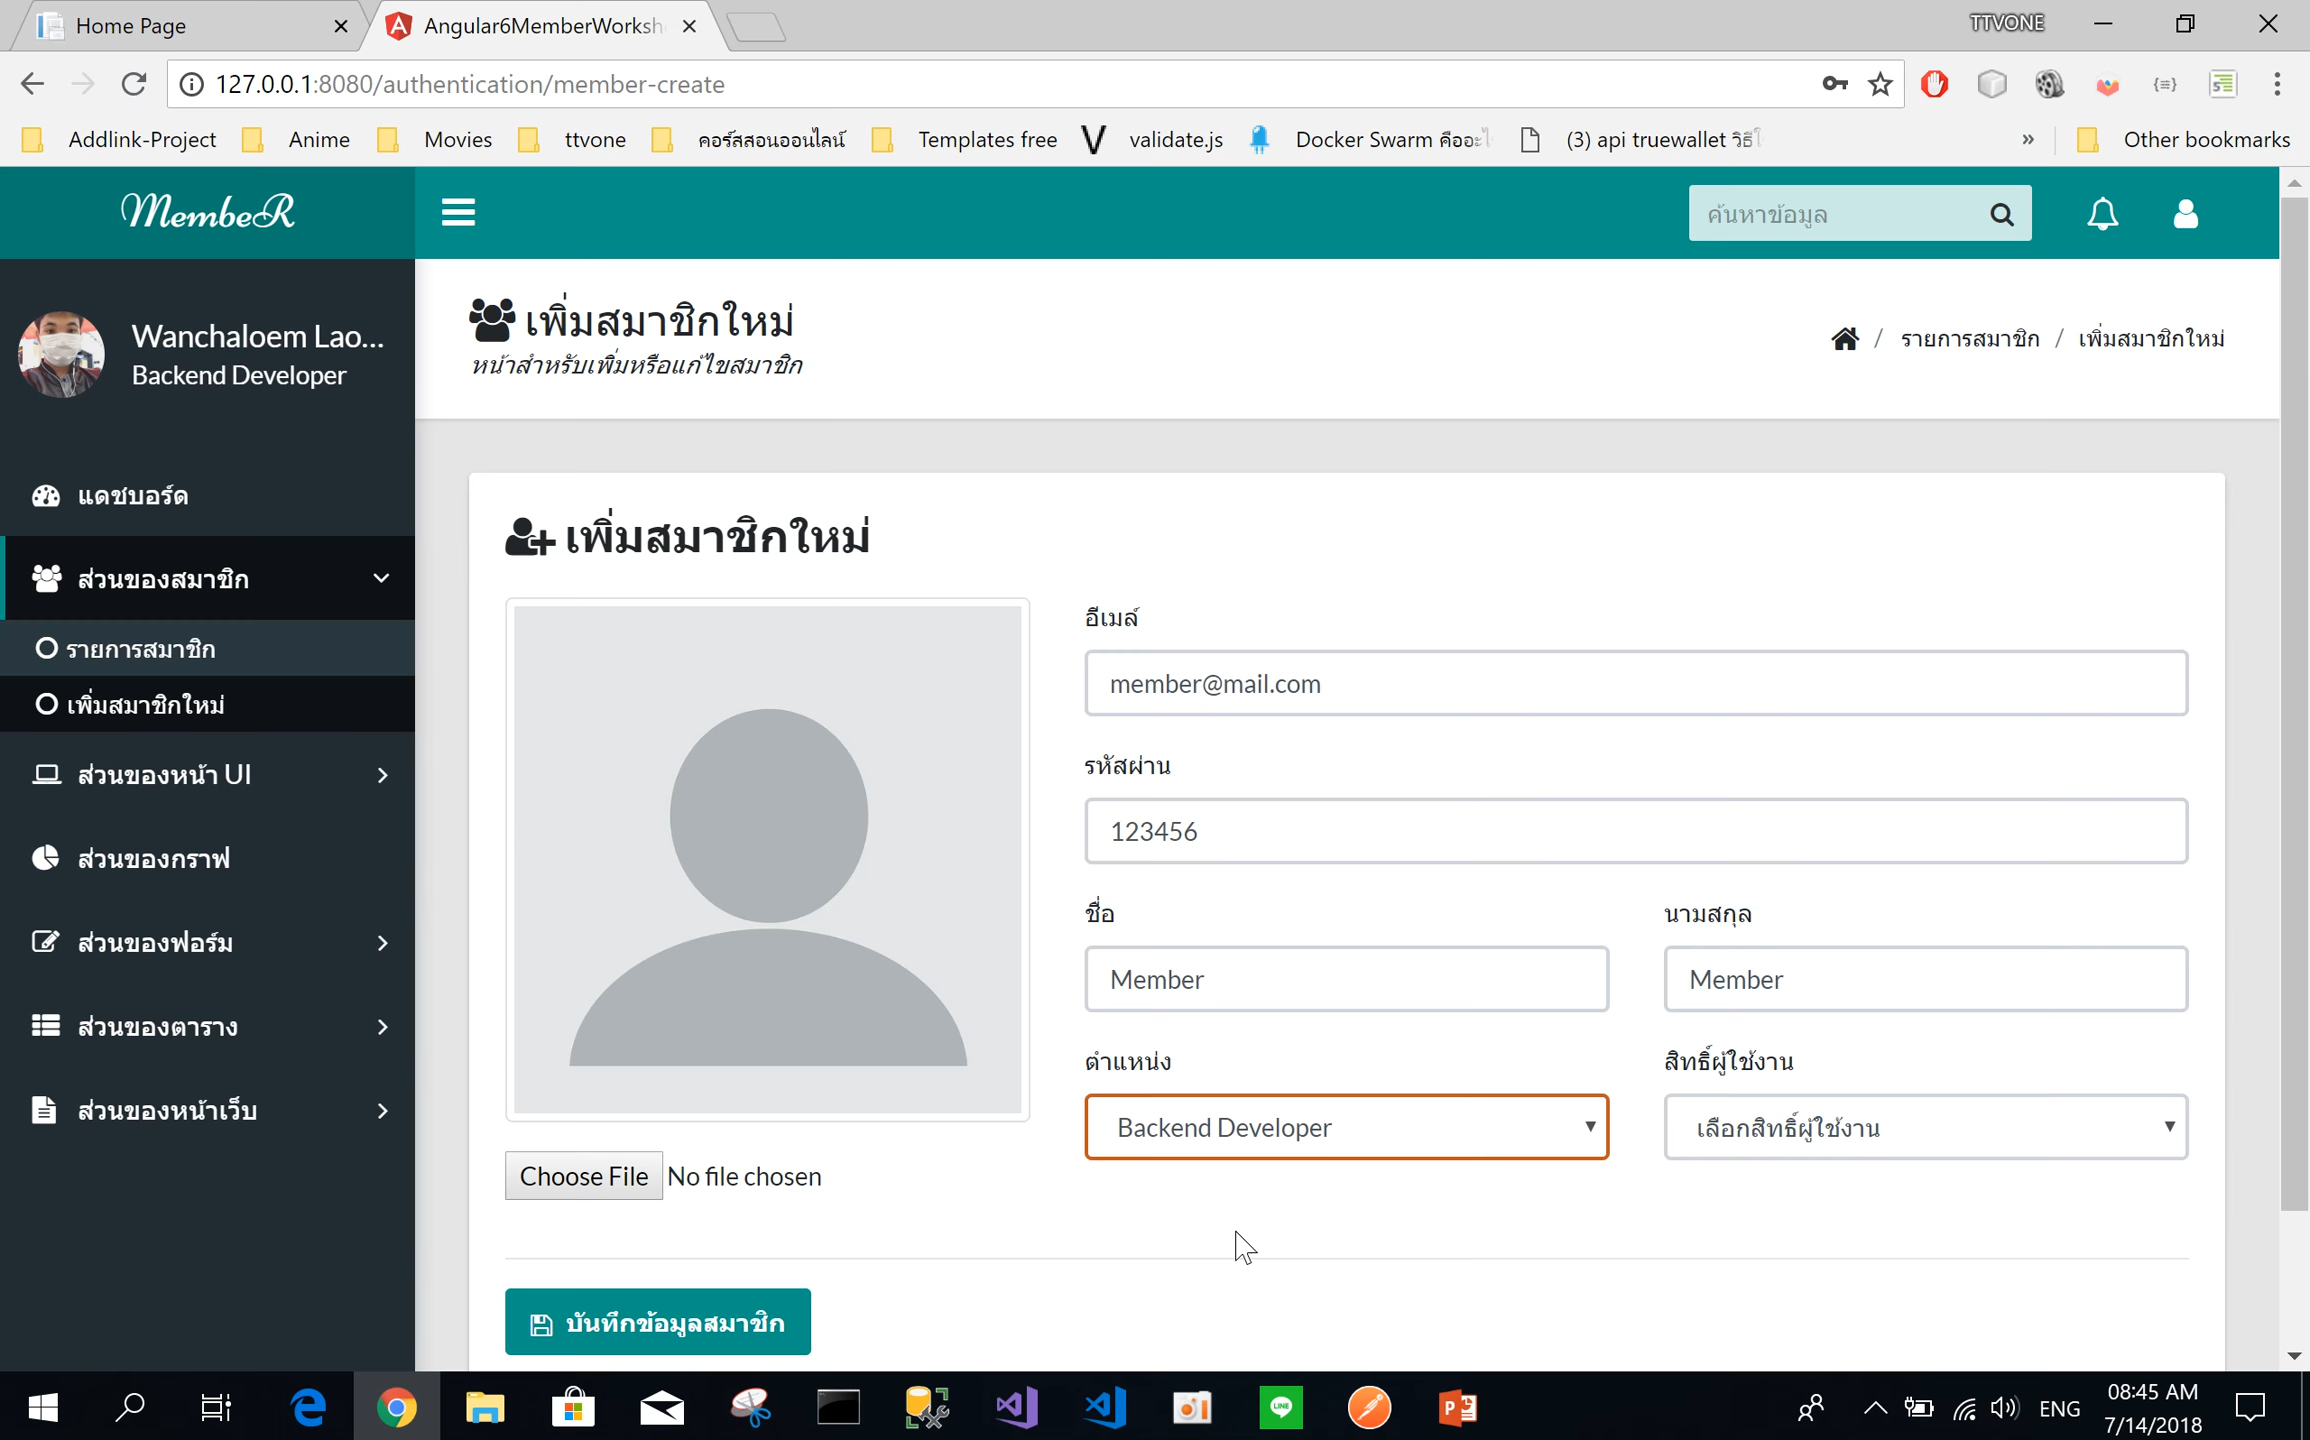 Home Page
Angular6MemberWorksh
TTVONE
127.0.0.1:8080/authentication/member-create
Addlink-Project
Anime
Movies
ttvone
คอร์สสอนออนไลน์
Templates free
validate.js
Docker Swarm คืออะไ
(3) api truewallet วิธีใ
»
Other bookmarks
MembeR
ค้นหาข้อมูล
Wanchaloem Lao...
Backend Developer
เพิ่มสมาชิกใหม่
หน้าสำหรับเพิ่มหรือแก้ไขสมาชิก
/ รายการสมาชิก / เพิ่มสมาชิกใหม่
แดชบอร์ด
ส่วนของสมาชิก
รายการสมาชิก
เพิ่มสมาชิกใหม่
ส่วนของหน้า UI
ส่วนของกราฟ
ส่วนของฟอร์ม
ส่วนของตาราง
ส่วนของหน้าเว็บ
เพิ่มสมาชิกใหม่
อีเมล์
member@mail.com
รหัสผ่าน
123456
ชื่อ
นามสกุล
Member
Member
ตำแหน่ง
สิทธิ์ผู้ใช้งาน
Backend Developer
เลือกสิทธิ์ผู้ใช้งาน
Choose File No file chosen
บันทึกข้อมูลสมาชิก
LINE
ENG
08:45 AM
7/14/2018